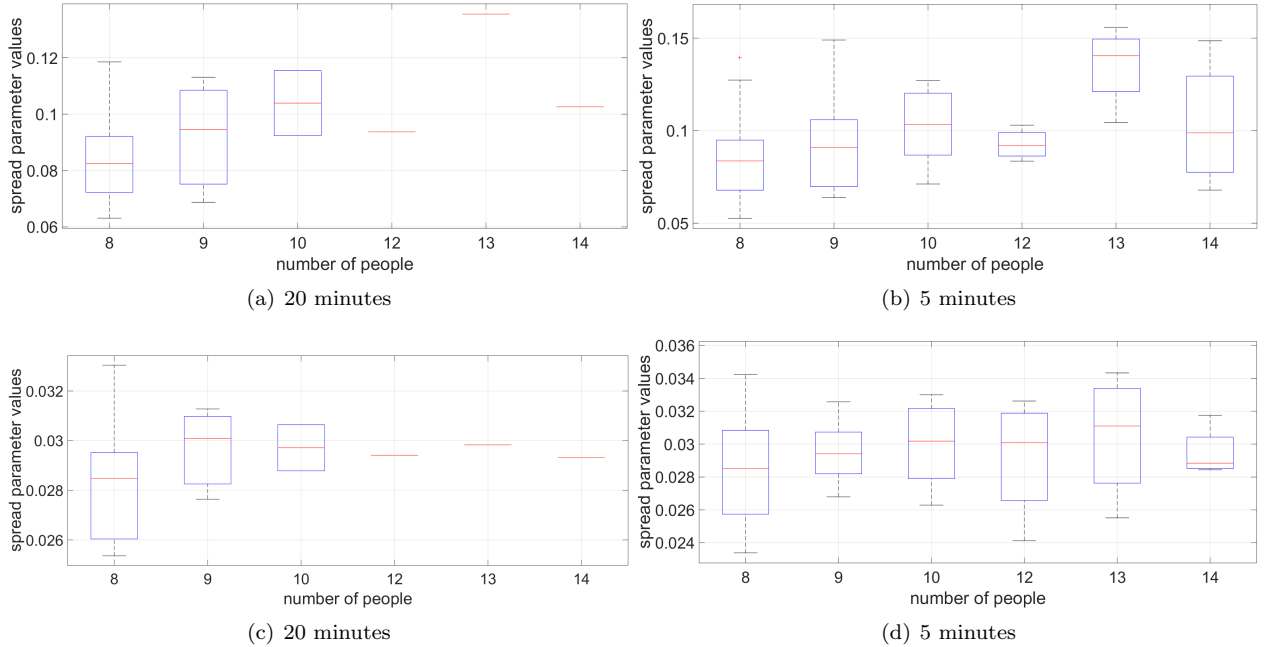 spread parameter values
0.12
0.1
0.08
0.06
8 9 10 12 13 14
number of people
(a) 20 minutes
spread parameter values
0.15
0.1
0.05
8 9 10 12 13 14
number of people
(b) 5 minutes
spread parameter values
0.032
0.03
0.028
0.026
8 9 10 12 13 14
number of people
(c) 20 minutes
spread parameter values
0.036
0.034
0.032
0.03
0.028
0.026
0.024
8 9 10 12 13 14
number of people
(d) 5 minutes